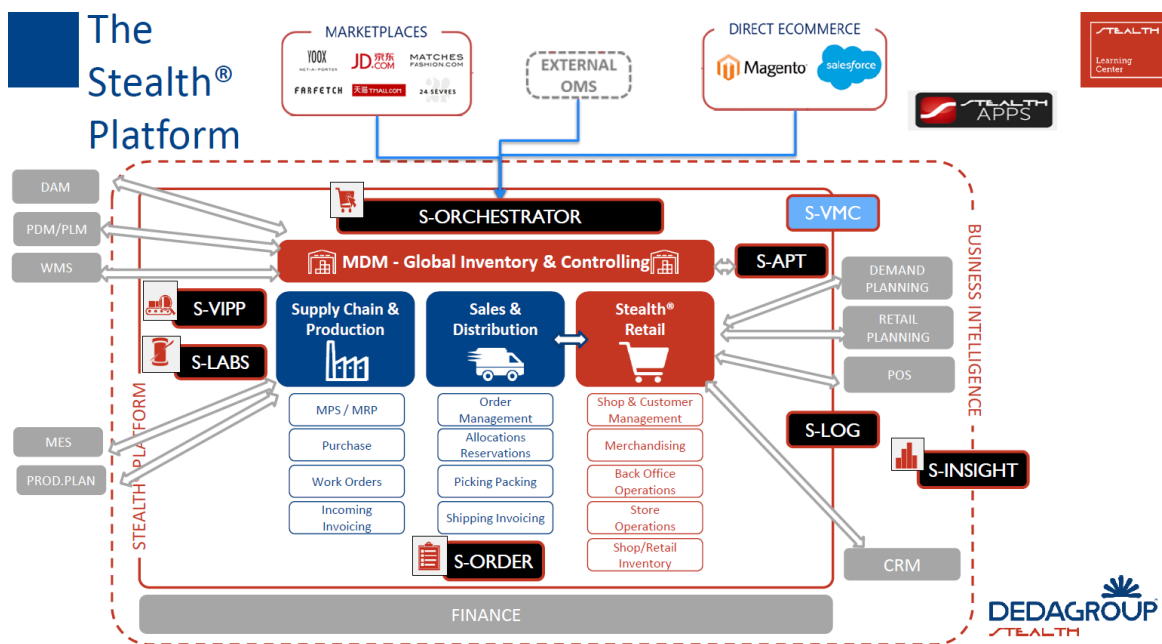 The
Stealth®
Platform
MARKETPLACES
YOOX
NET-A-PORTER
JD.COM 京东
MATCHES
FASHION.COM
FARFETCH
天猫 TMALL.COM
24 SÈVRES
EXTERNAL
OMS
DIRECT ECOMMERCE
Magento®
salesforce
STEALTH
Learning
Center
STEALTH
APPS
DAM
PDM/PLM
WMS
S-ORCHESTRATOR
S-VMC
MDM - Global Inventory & Controlling
S-APT
DEMAND
PLANNING
RETAIL
PLANNING
POS
S-VIPP
S-LABS
Supply Chain &
Production
Sales &
Distribution
Stealth®
Retail
MPS / MRP
Purchase
Work Orders
Incoming
Invoicing
Order
Management
Allocations
Reservations
Picking Packing
Shipping Invoicing
Shop & Customer
Management
Merchandising
Back Office
Operations
Store
Operations
Shop/Retail
Inventory
MES
PROD.PLAN
STEALTH PLATFORM
BUSINESS INTELLIGENCE
S-LOG
S-INSIGHT
S-ORDER
CRM
FINANCE
DEDAGROUP
STEALTH